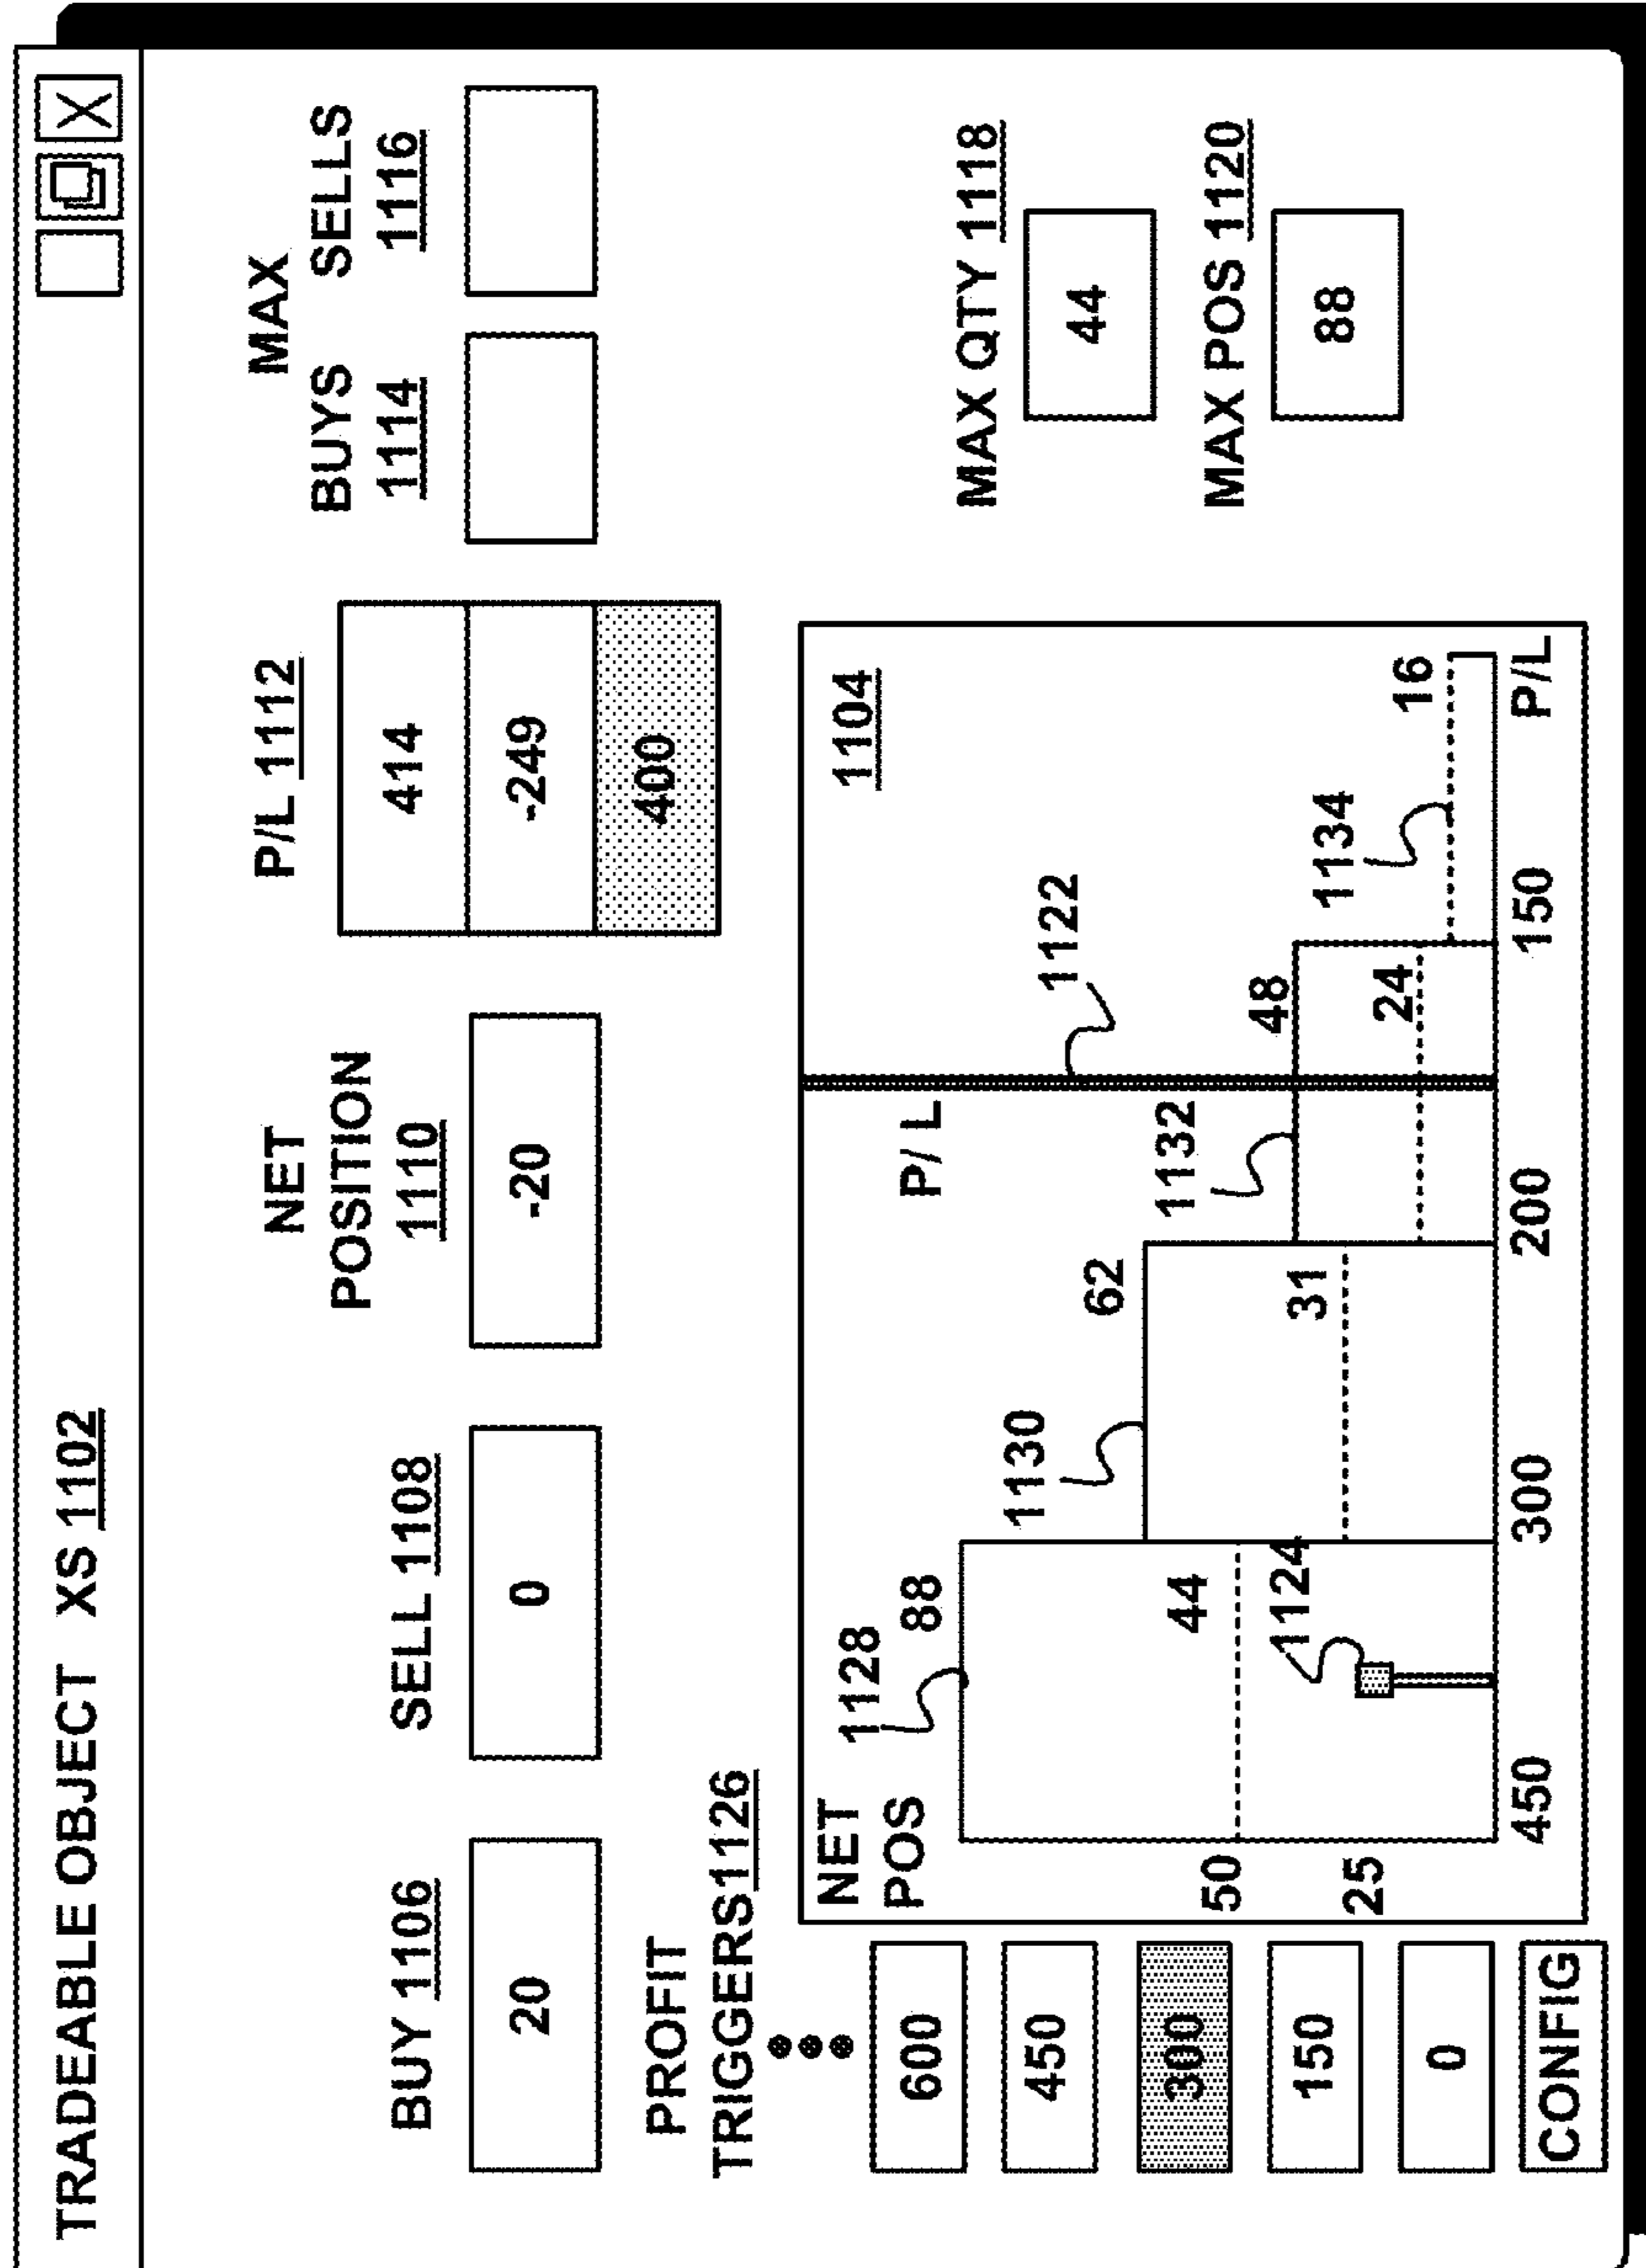 TRADEABLE OBJECT XS 1102
X
MAX
BUY 1106
SELL 1108
NET
POSITION
1110
P/L 1112
BUYS
1114
SELLS
1116
20
0
-20
414
-249
400
PROFIT
TRIGGERS 1126
600
450
300
150
0
CONFIG
NET
POS
50
25
1128
88
44
1124
1130
62
31
P/L
1132
1122
48
24
1104
1134
16
450
300
200
150
P/L
MAX QTY 1118
44
MAX POS 1120
88